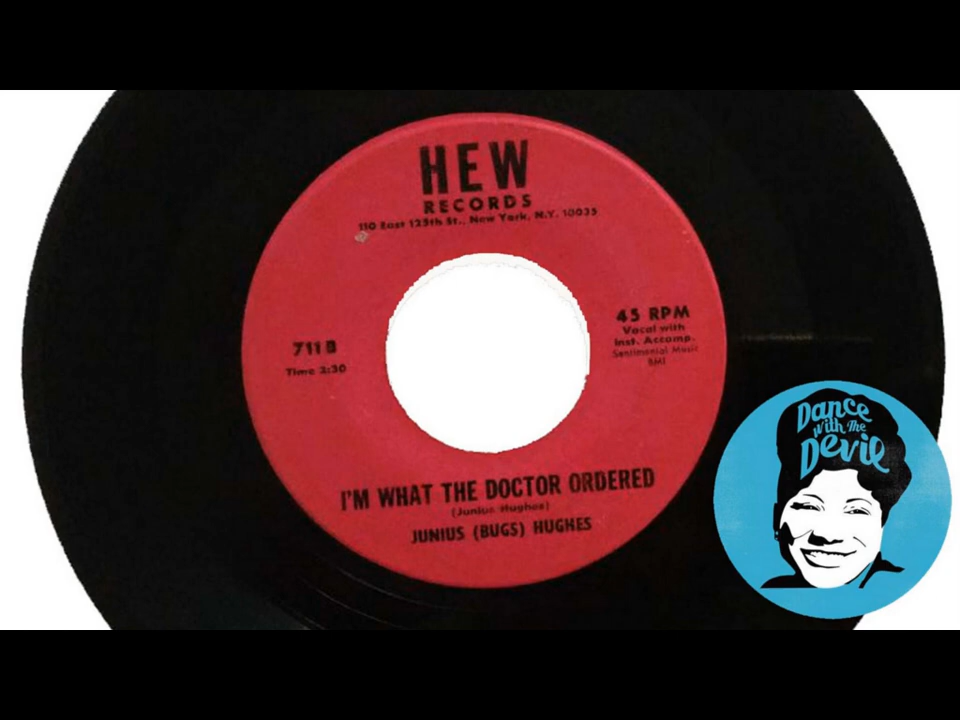 HEW
RECORDS
110 East 125th St., New York, N.Y. 10035
45 RPM
Vocal with
Inst. Accomp.
Sentimental Music
BMI
711 B
Time 2:30
I'M WHAT THE DOCTOR ORDERED
(Junius Hughes)
JUNIUS (BUGS) HUGHES
Dance
with The
Devil